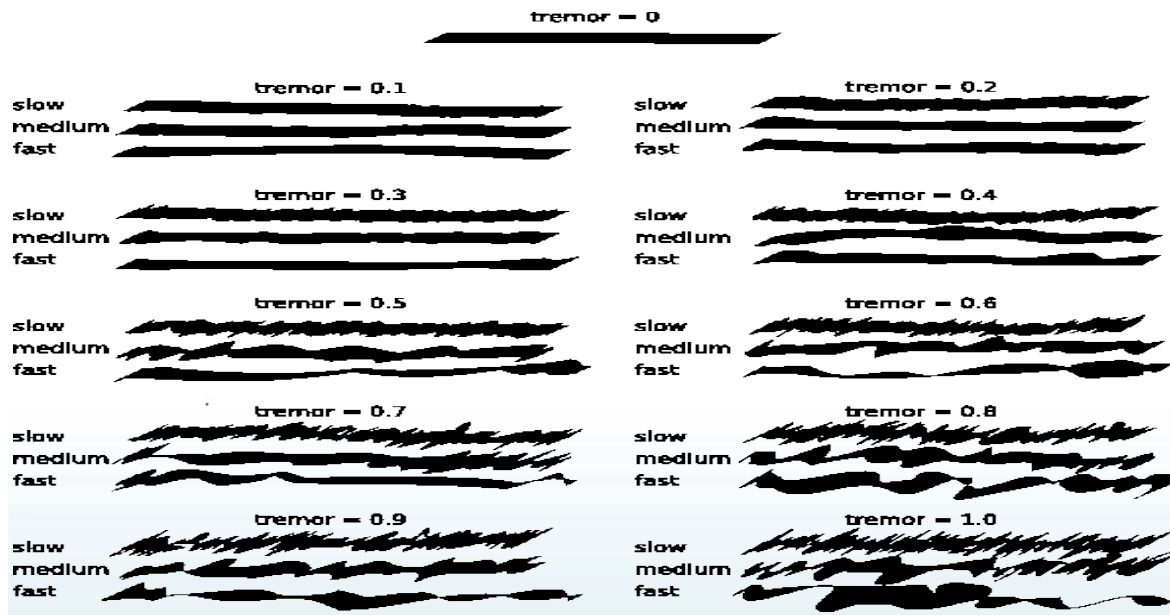 tremor = 0
tremor = 0.1
slow
medium
fast
tremor = 0.2
slow
medium
fast
tremor = 0.3
slow
medium
fast
tremor = 0.4
slow
medium
fast
tremor = 0.5
slow
medium
fast
tremor = 0.6
slow
medium
fast
tremor = 0.7
slow
medium
fast
tremor = 0.8
slow
medium
fast
tremor = 0.9
slow
medium
fast
tremor = 1.0
slow
medium
fast